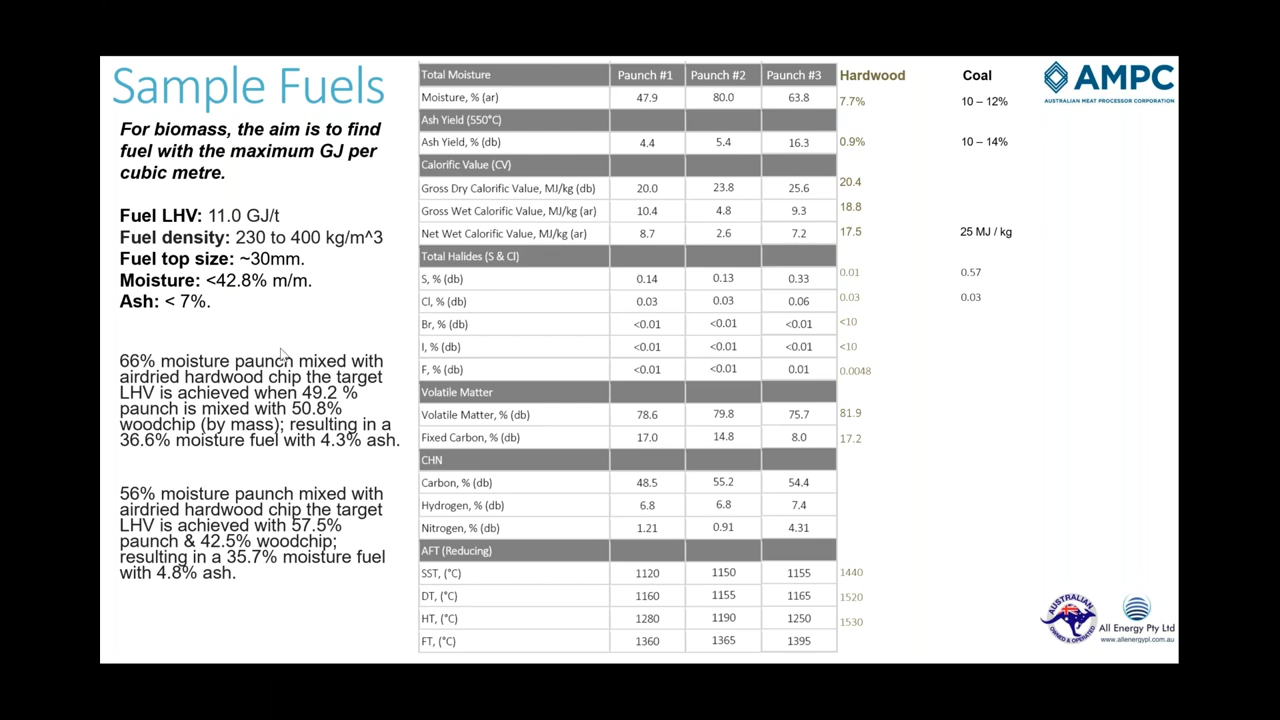 Sample Fuels
For biomass, the aim is to find
fuel with the maximum GJ per
cubic metre.
Fuel LHV: 11.0 GJ/t
Fuel density: 230 to 400 kg/m^3
Fuel top size: ~30mm.
Moisture: <42.8% m/m.
Ash: < 7%.
66% moisture paunch mixed with
airdried hardwood chip the target
LHV is achieved when 49.2 %
paunch is mixed with 50.8%
woodchip (by mass); resulting in a
36.6% moisture fuel with 4.3% ash.
56% moisture paunch mixed with
airdried hardwood chip the target
LHV is achieved with 57.5%
paunch & 42.5% woodchip;
resulting in a 35.7% moisture fuel
with 4.8% ash.
Total Moisture Paunch #1 Paunch #2 Paunch #3 Hardwood Coal
Moisture, % (ar) 47.9 80.0 63.8 7.7% 10 – 12%
Ash Yield (550°C)
Ash Yield, % (db) 4.4 5.4 16.3 0.9% 10 – 14%
Calorific Value (CV)
Gross Dry Calorific Value, MJ/kg (db) 20.0 23.8 25.6 20.4
Gross Wet Calorific Value, MJ/kg (ar) 10.4 4.8 9.3 18.8
Net Wet Calorific Value, MJ/kg (ar) 8.7 2.6 7.2 17.5 25 MJ / kg
Total Halides (S & Cl)
S, % (db) 0.14 0.13 0.33 0.01 0.57
Cl, % (db) 0.03 0.03 0.06 0.03 0.03
Br, % (db) <0.01 <0.01 <0.01 <10
I, % (db) <0.01 <0.01 <0.01 <10
F, % (db) <0.01 <0.01 0.01 0.0048
Volatile Matter
Volatile Matter, % (db) 78.6 79.8 75.7 81.9
Fixed Carbon, % (db) 17.0 14.8 8.0 17.2
CHN
Carbon, % (db) 48.5 55.2 54.4
Hydrogen, % (db) 6.8 6.8 7.4
Nitrogen, % (db) 1.21 0.91 4.31
AFT (Reducing)
SST, (°C) 1120 1150 1155 1440
DT, (°C) 1160 1155 1165 1520
HT, (°C) 1280 1190 1250 1530
FT, (°C) 1360 1365 1395
AMPC
AUSTRALIAN MEAT PROCESSOR CORPORATION
AUSTRALIAN
OWNED & OPERATED
All Energy Pty Ltd
www.allenergypl.com.au